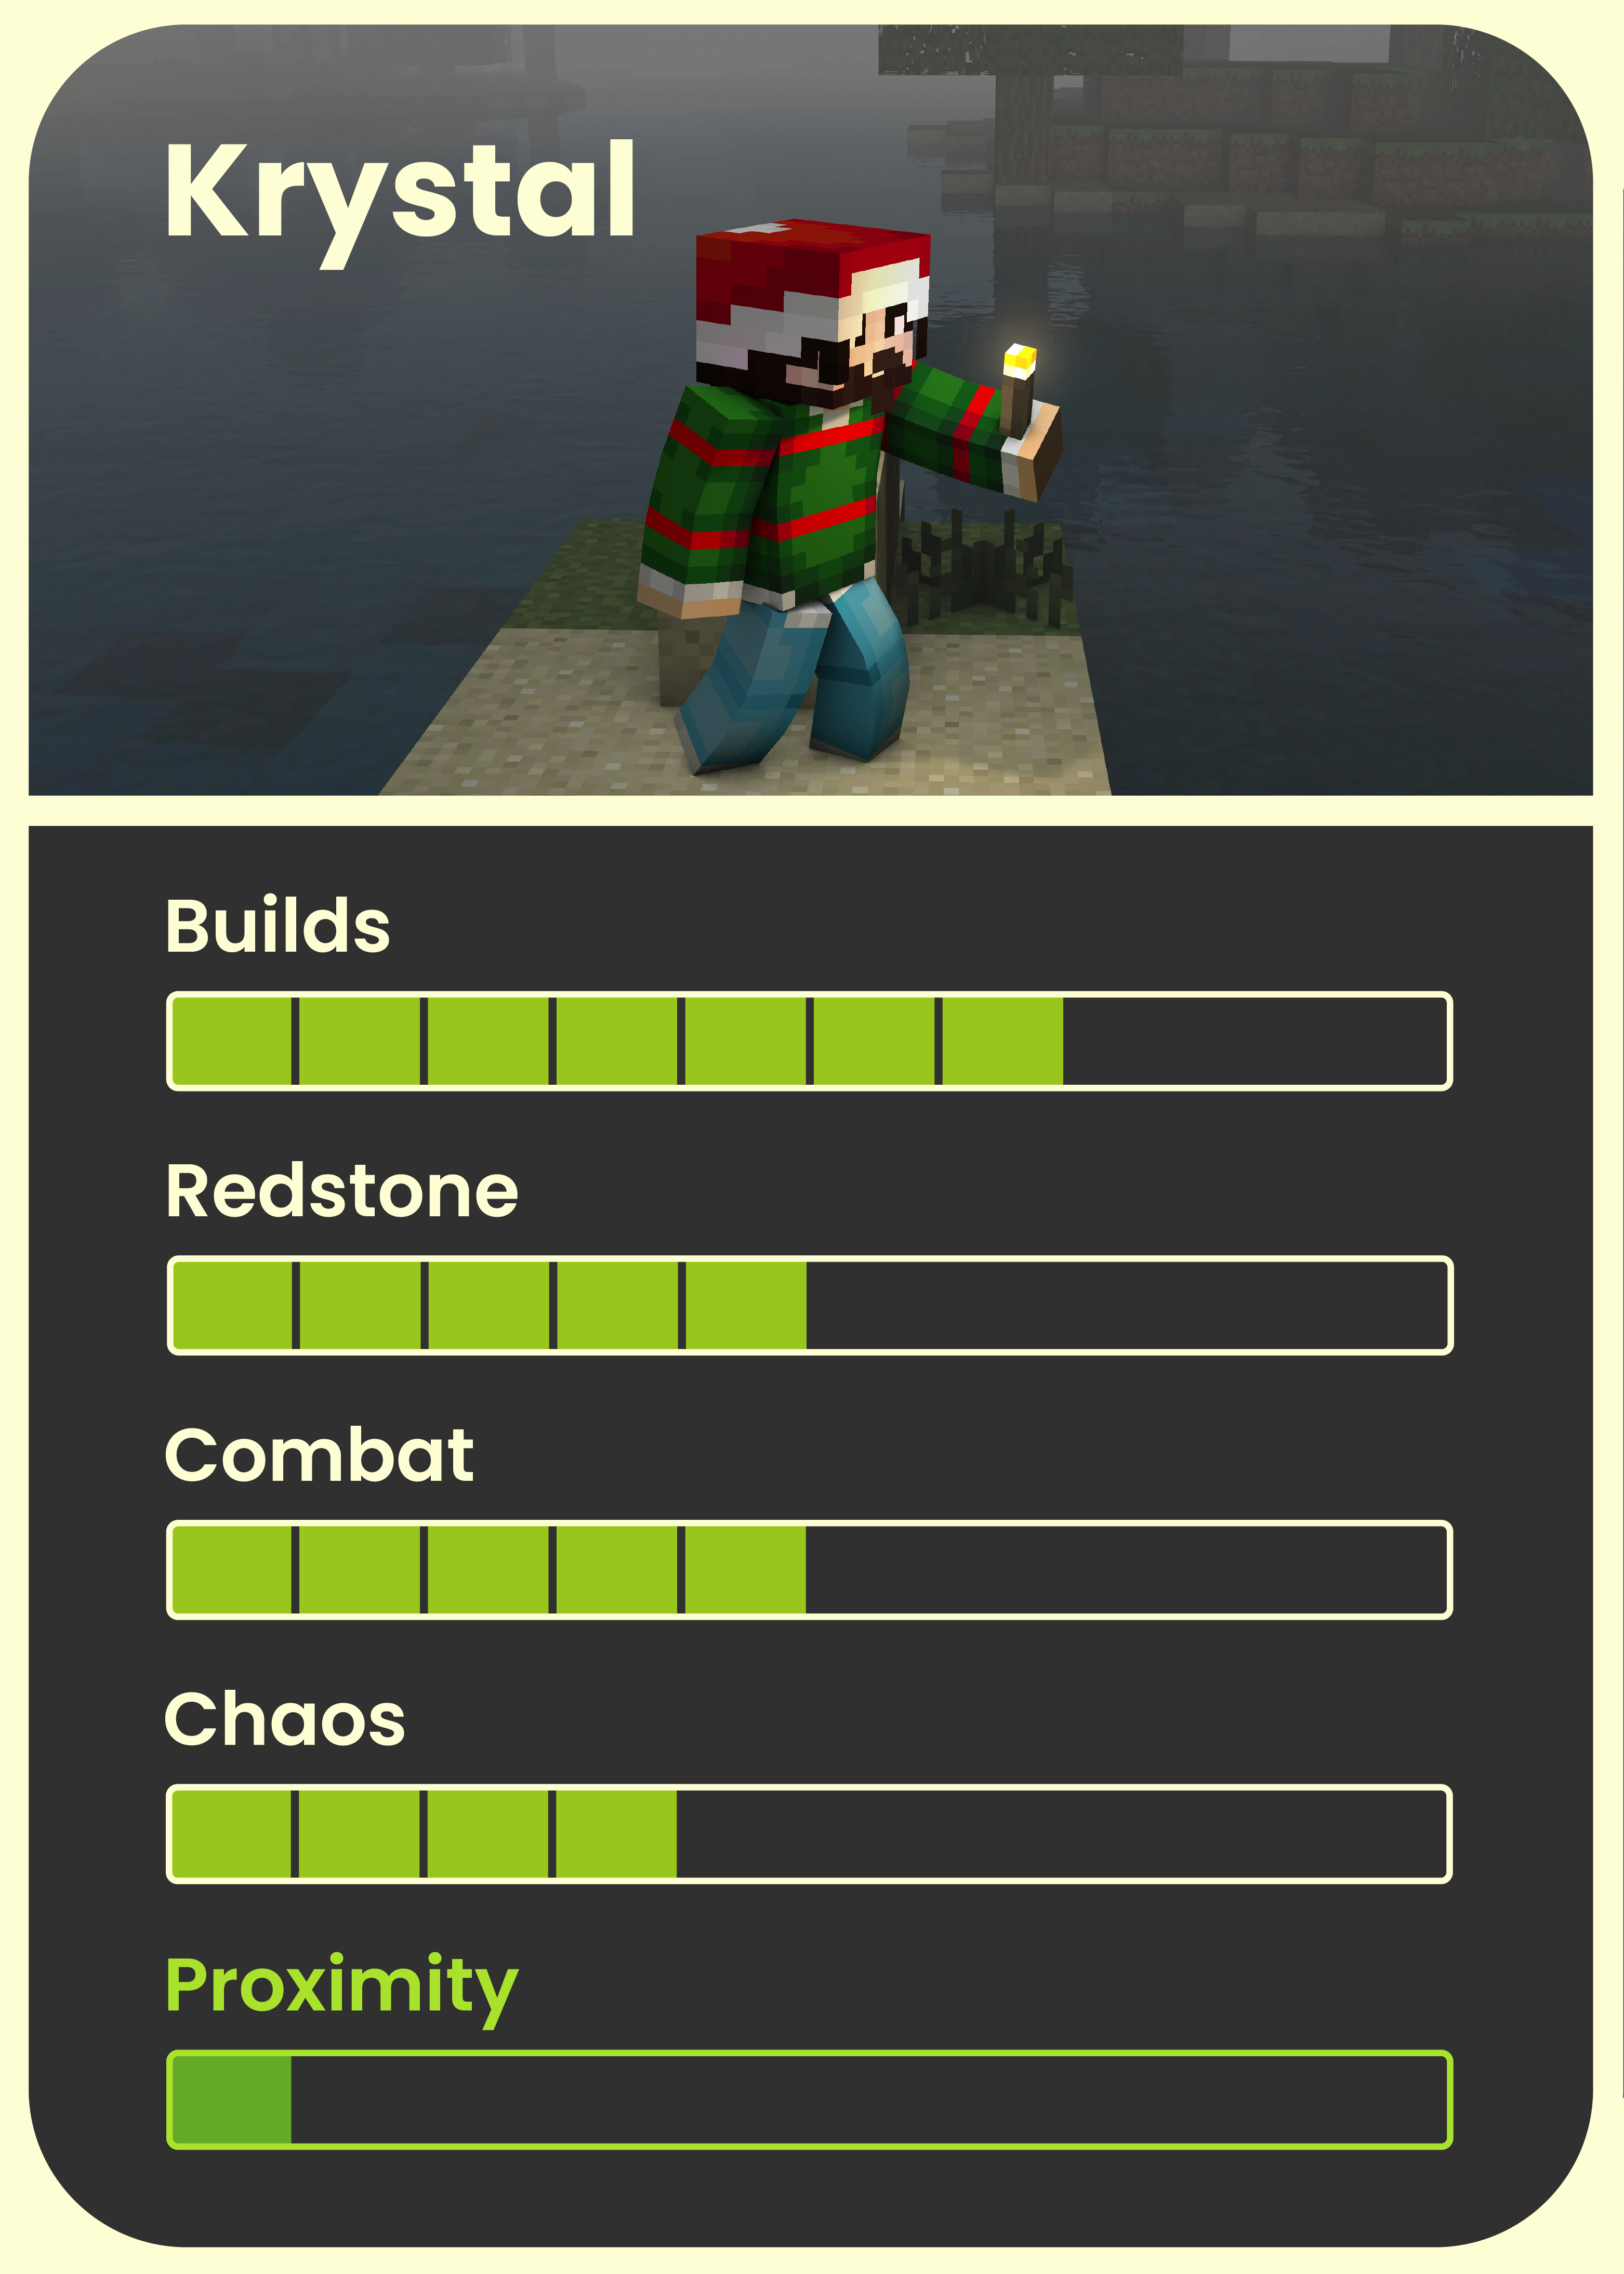 Krystal
Builds
Redstone
Combat
Chaos
Proximity